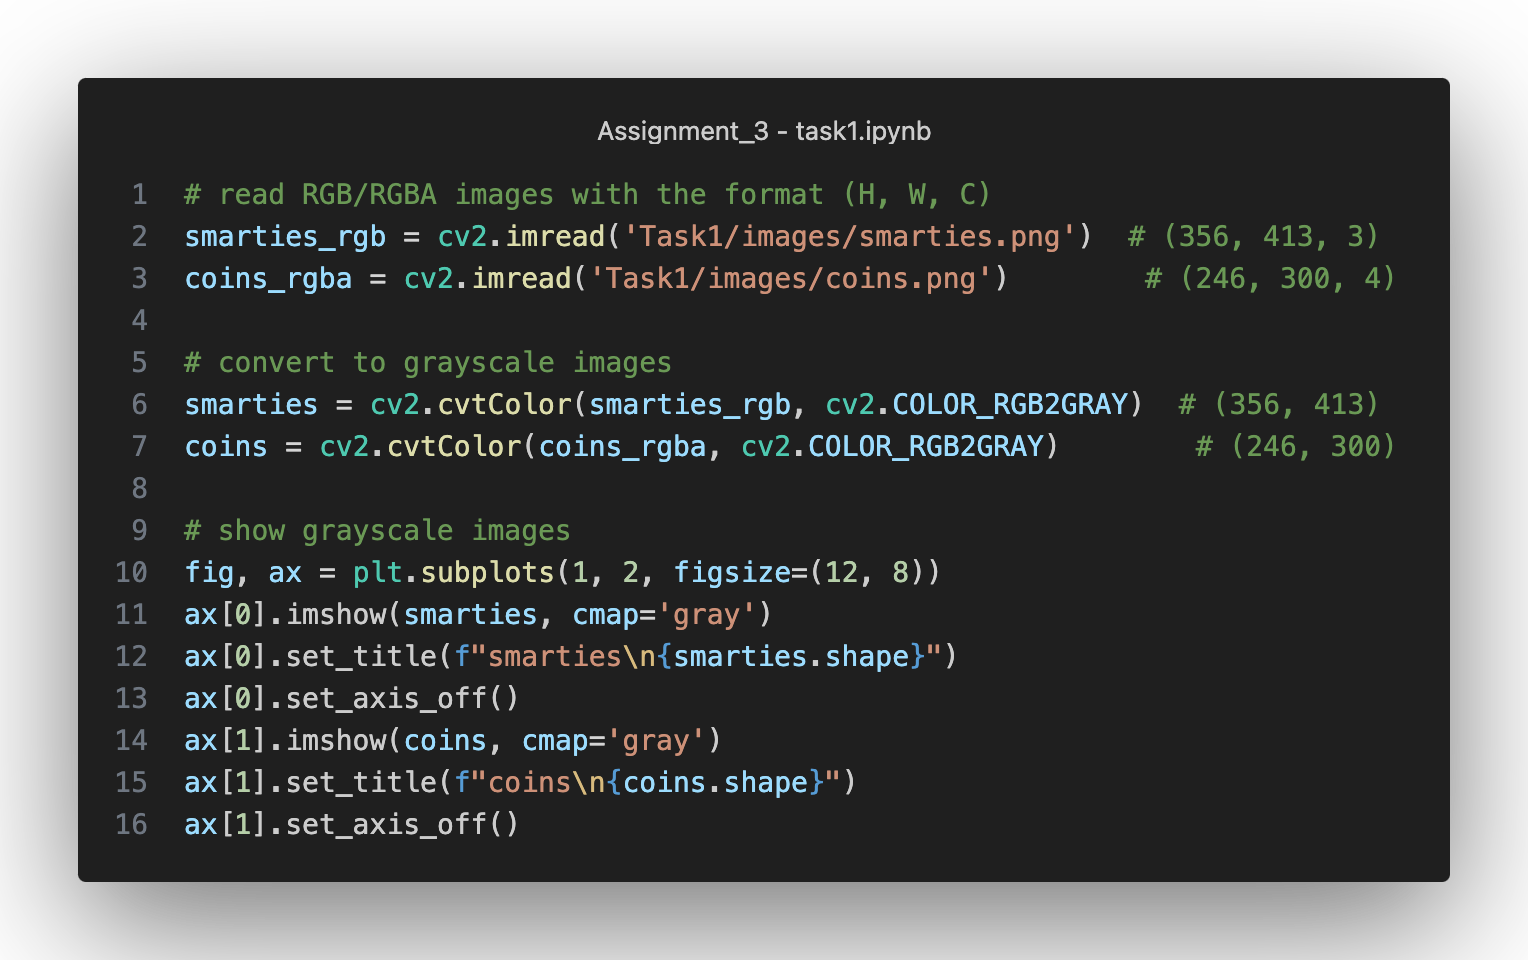 Assignment_3 - task1.ipynb
1 # read RGB/RGBA images with the format (H, W, C)
2 smarties_rgb = cv2.imread('Task1/images/smarties.png')  # (356, 413, 3)
3 coins_rgba = cv2.imread('Task1/images/coins.png')        # (246, 300, 4)
4
5 # convert to grayscale images
6 smarties = cv2.cvtColor(smarties_rgb, cv2.COLOR_RGB2GRAY)  # (356, 413)
7 coins = cv2.cvtColor(coins_rgba, cv2.COLOR_RGB2GRAY)        # (246, 300)
8
9 # show grayscale images
10 fig, ax = plt.subplots(1, 2, figsize=(12, 8))
11 ax[0].imshow(smarties, cmap='gray')
12 ax[0].set_title(f"smarties\n{smarties.shape}")
13 ax[0].set_axis_off()
14 ax[1].imshow(coins, cmap='gray')
15 ax[1].set_title(f"coins\n{coins.shape}")
16 ax[1].set_axis_off()